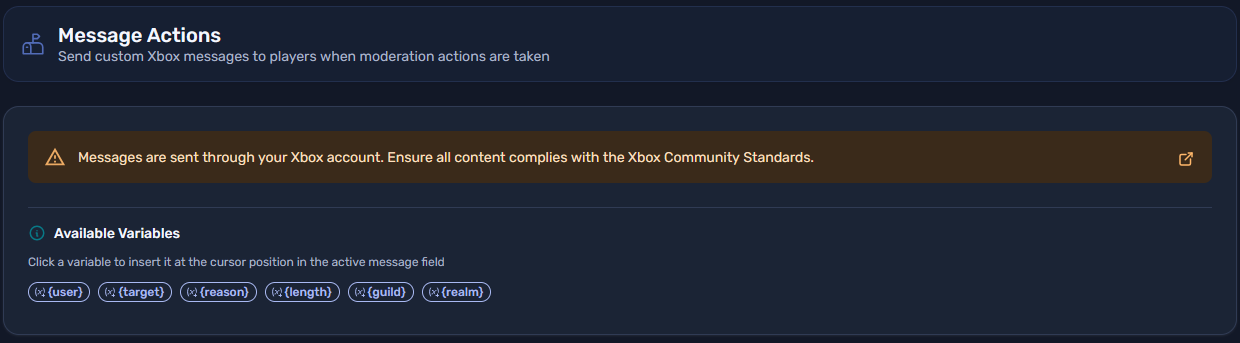 Message Actions
Send custom Xbox messages to players when moderation actions are taken
Messages are sent through your Xbox account. Ensure all content complies with the Xbox Community Standards.
Available Variables
Click a variable to insert it at the cursor position in the active message field
{user} {target} {reason} {length} {guild} {realm}